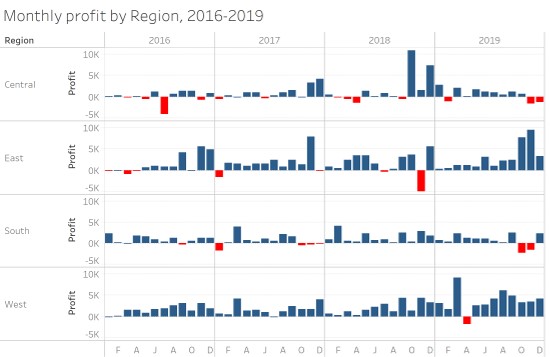 Monthly profit by Region, 2016-2019
Region 2016 2017 2018 2019
10K
Central Profit 5K
0K
-5K
10K
East Profit 5K
0K
-5K
10K
South Profit 5K
0K
-5K
10K
West Profit 5K
0K
-5K
F A J A O D F A J A O D F A J A O D F A J A O D